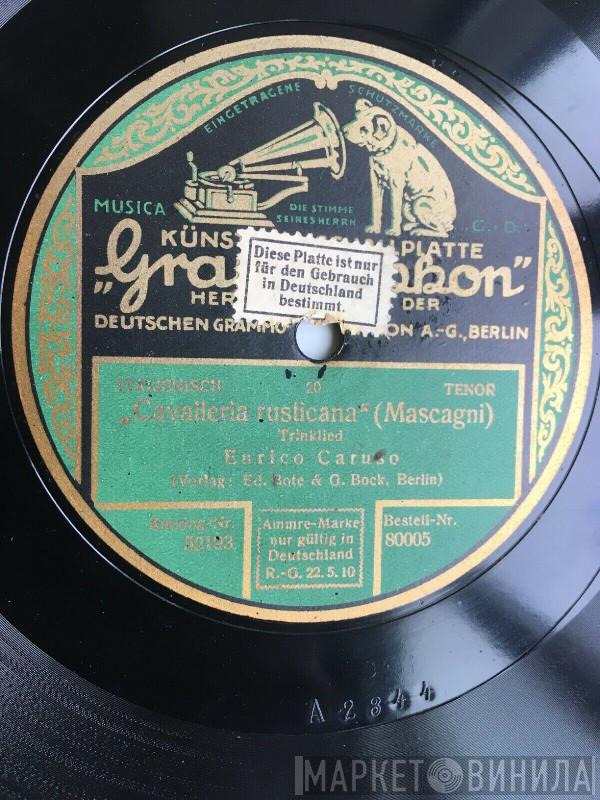 EINGETRAGENE SCHUTZMARKE
MUSICA
DIE STIMME
SEINES HERRN
G.-D.
KÜNS LPLATTE
„Gra phon"
HER DER
DEUTSCHEN GRAMMO ON A.-G., BERLIN
Diese Platte ist nur
für den Gebrauch
in Deutschland
bestimmt.
ITALIENISCH 20 TENOR
„Cavalleria rusticana" (Mascagni)
Trinklied
Enrico Caruso
(Verlag: Ed. Bote & G. Bock, Berlin)
Katalog-Nr.
52193
Ammre-Marke
nur gültig in
Deutschland
R.-G. 22.5.10
Bestell-Nr.
80005
A 2844
МАРКЕТ ВИНИЛА